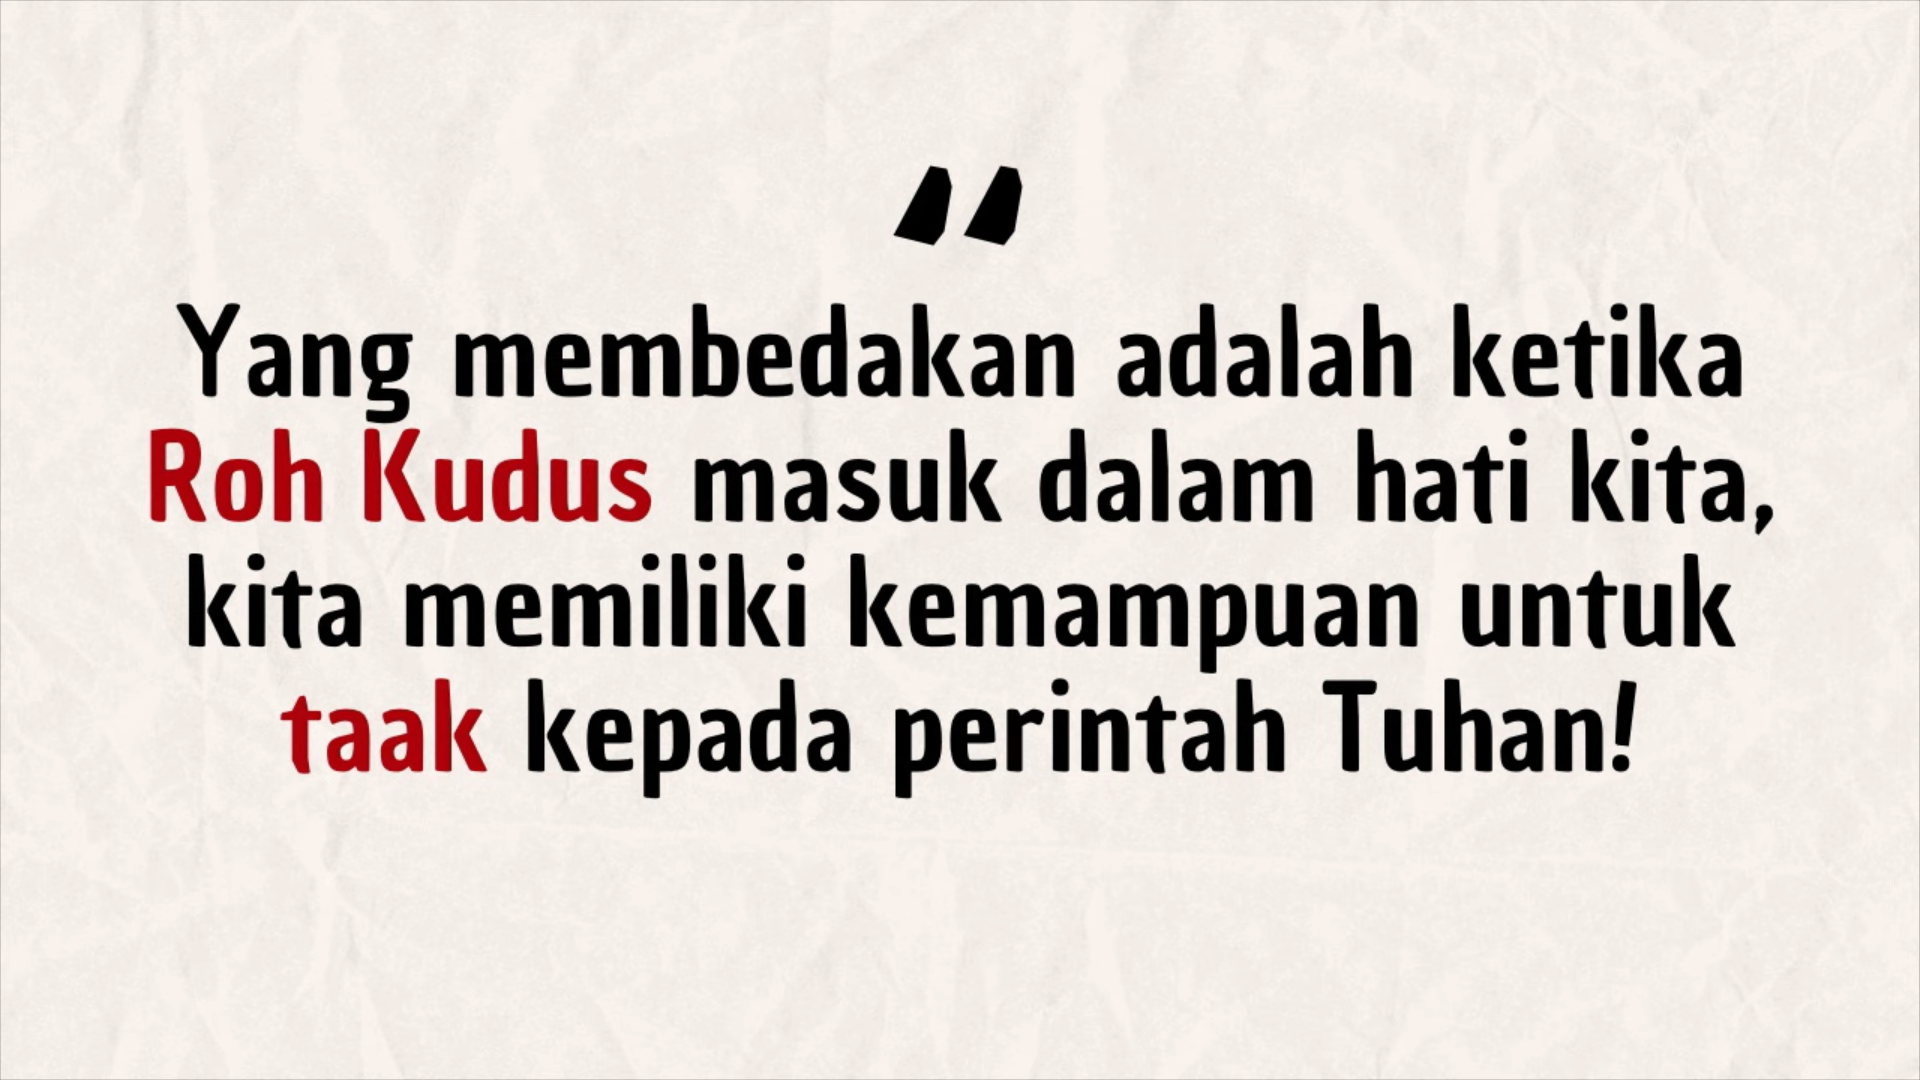 "
Yang membedakan adalah ketika
Roh Kudus masuk dalam hati kita,
kita memiliki kemampuan untuk
taak kepada perintah Tuhan!